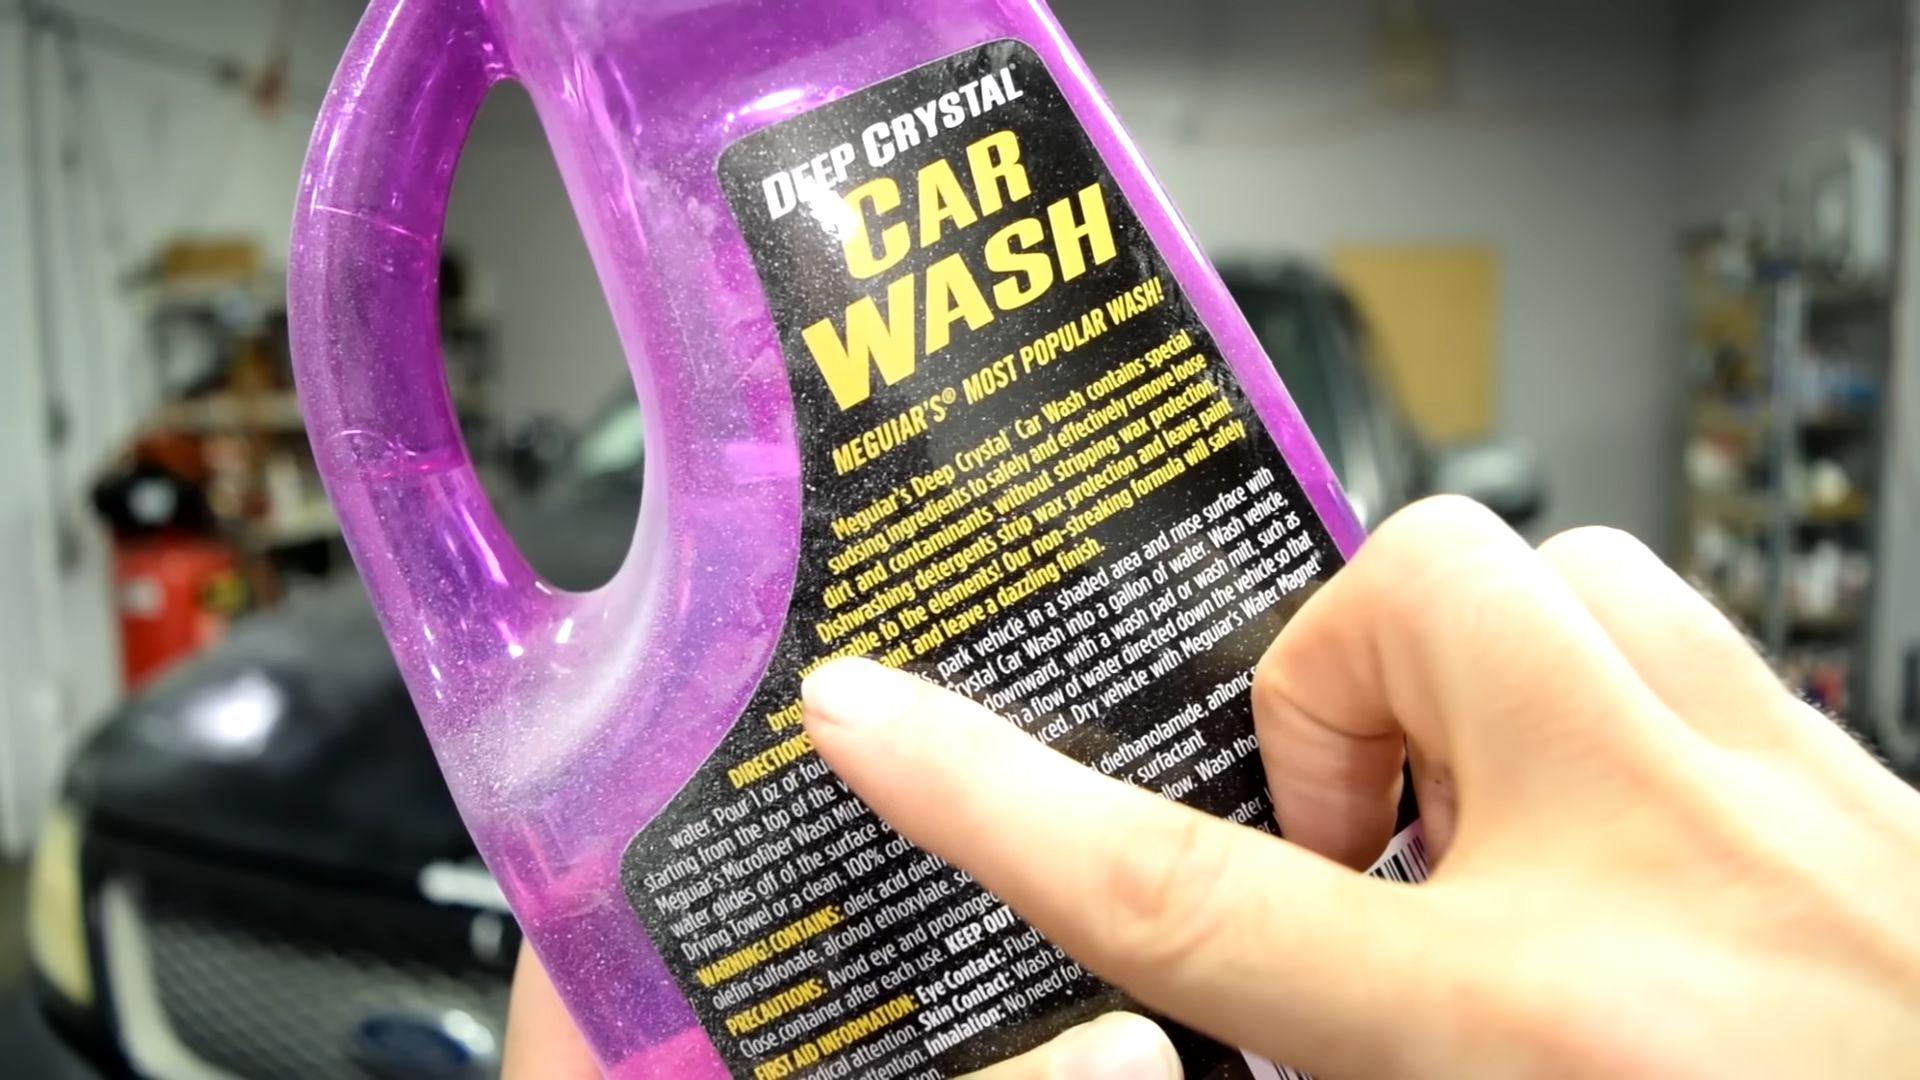 DEEP CRYSTAL
CAR
WASH
MEGUIAR'S® MOST POPULAR WASH!
Meguiar's Deep Crystal Car Wash contains special
sudsing ingredients to safely and effectively remove loose
dirt and contaminants without stripping wax protection.
Dishwashing detergents strip wax protection and leave paint
vulnerable to the elements! Our non-streaking formula will safely
aint and leave a dazzling finish.
DIRECTIONS park vehicle in a shaded area and rinse surface with
water. Pour 1 oz or Crystal Car Wash into a gallon of water. Wash vehicle,
starting from the top of the downward, with a wash pad or wash mitt, such as
Meguiar's Microfiber Wash Mitt. a flow of water directed down the vehicle so that
water glides off of the surface Dry vehicle with Meguiar's Water Magnet
Drying Towel or a clean, 100%
WARNING! CONTAINS: oleic acid diethanolamide, anionic
olefin sulfonate, alcohol ethoxylate, surfactant
PRECAUTIONS: Avoid eye and prolonged Wash
Close container after each use. KEEP OUT
FIRST AID INFORMATION: Eye Contact: Flush water.
attention. Skin Contact: Wash
Inhalation: No need for